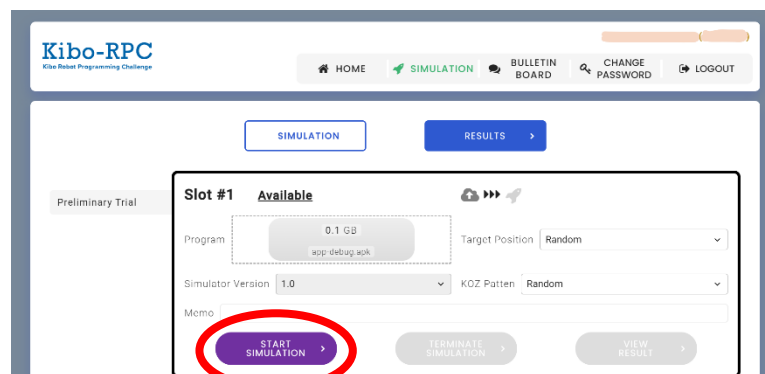 Kibo-RPC
Kibo Robot Programming Challenge
HOME
SIMULATION
BULLETIN
BOARD
CHANGE
PASSWORD
LOGOUT
SIMULATION
RESULTS
Preliminary Trial
Slot #1 Available
Program
0.1 GB
app-debug.apk
Target Position Random
Simulator Version 1.0
KOZ Patten Random
Memo
START
SIMULATION
TERMINATE
SIMULATION
VIEW
RESULT